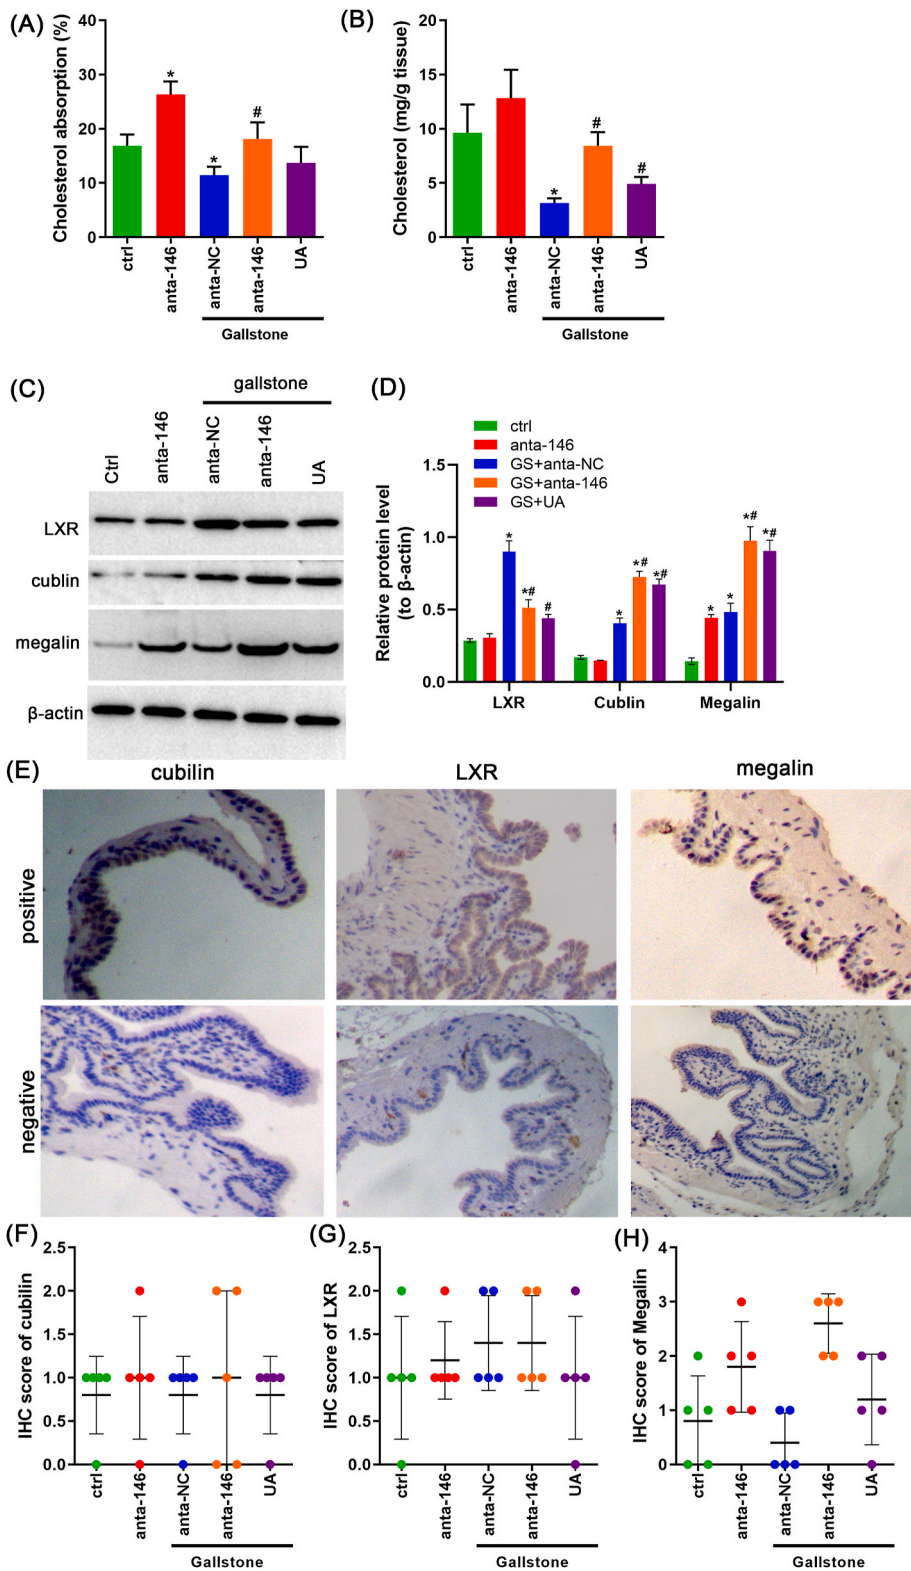 (A)
Cholesterol absorption (%)
40
30
20
10
0
*
*
#
ctrl
anta-146
anta-NC
anta-146
UA
Gallstone
(B)
Cholesterol (mg/g tissue)
20
15
10
5
0
*
#
#
ctrl
anta-146
anta-NC
anta-146
UA
Gallstone
(C)
gallstone
Ctrl
anta-146
anta-NC
anta-146
UA
LXR
cublin
megalin
β-actin
(D)
ctrl
anta-146
GS+anta-NC
GS+anta-146
GS+UA
Relative protein level
(to β-actin)
1.5
1.0
0.5
0.0
*
*#
#
*
*#
*#
*
*
*#
*#
LXR
Cublin
Megalin
(E)
cubilin
LXR
megalin
positive
negative
(F)
IHC score of cubilin
2.5
2.0
1.5
1.0
0.5
0.0
ctrl
anta-146
anta-NC
anta-146
UA
Gallstone
(G)
IHC score of LXR
2.5
2.0
1.5
1.0
0.5
0.0
ctrl
anta-146
anta-NC
anta-146
UA
Gallstone
(H)
IHC score of Megalin
4
3
2
1
0
ctrl
anta-146
anta-NC
anta-146
UA
Gallstone